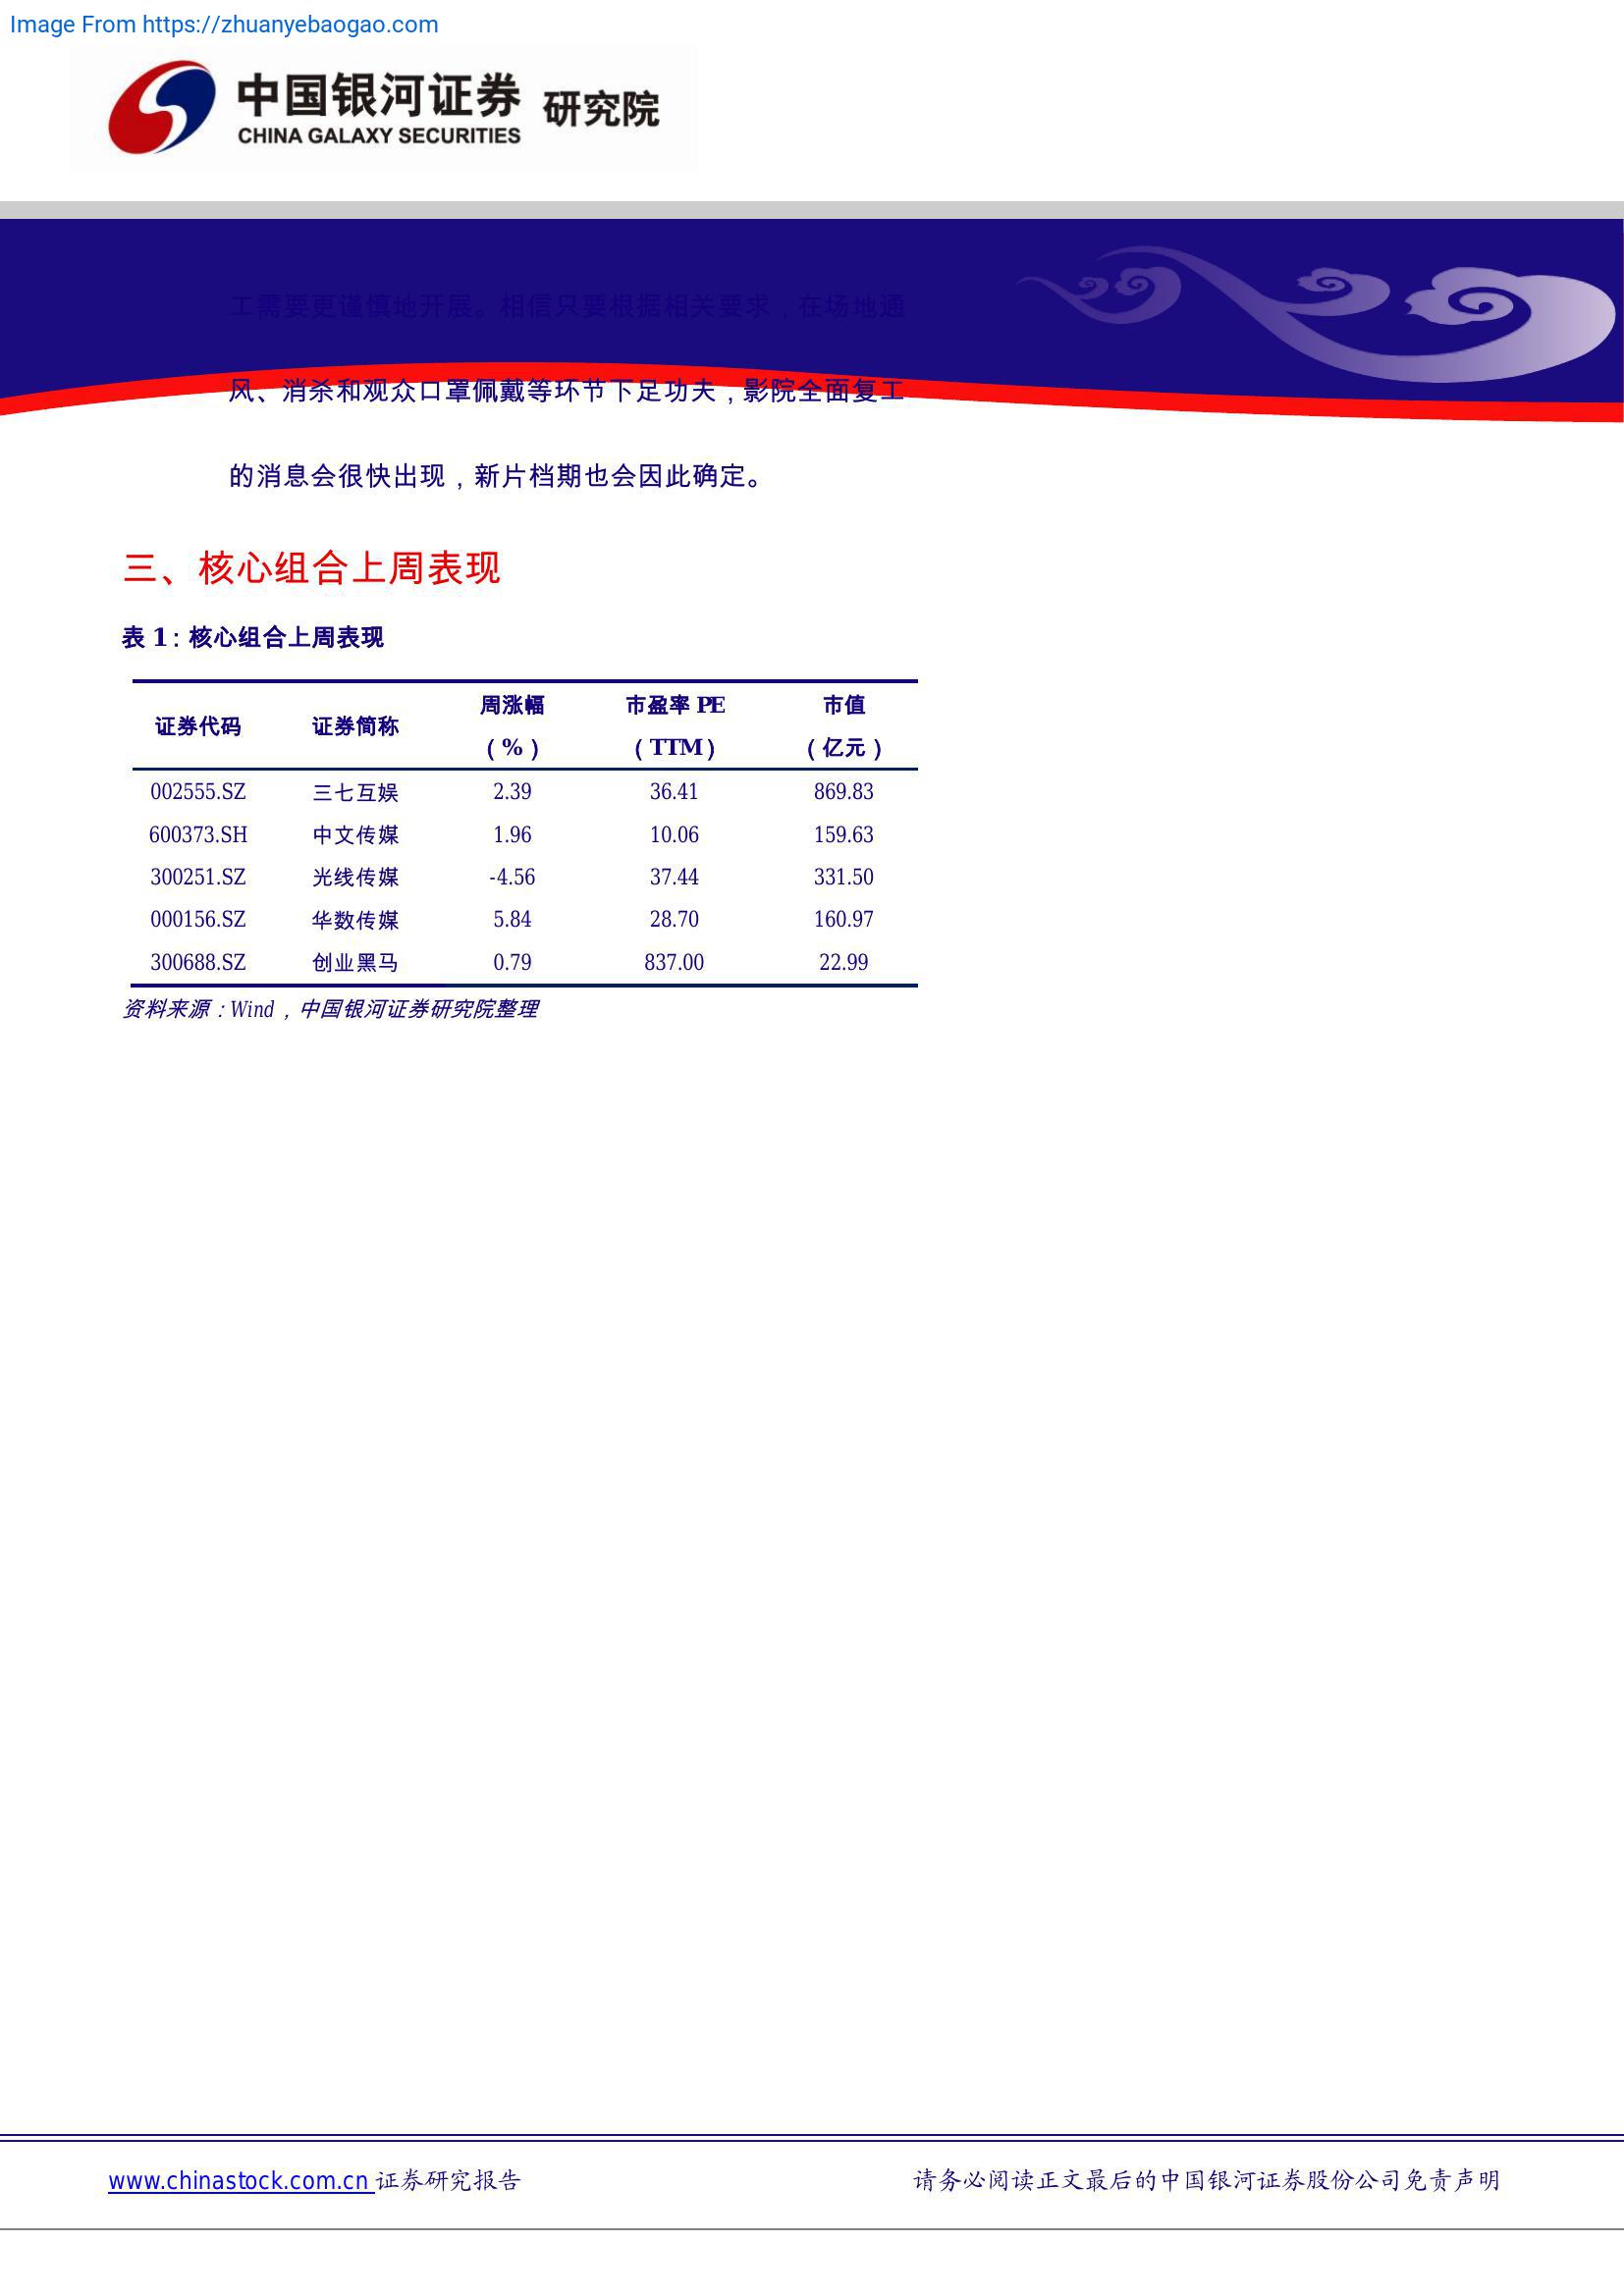 Image From https://zhuanyebaogao.com
中国银河证券 研究院
CHINA GALAXY SECURITIES
工需要更谨慎地开展。相信只要根据相关要求，在场地通
风、消杀和观众口罩佩戴等环节下足功夫，影院全面复工
的消息会很快出现，新片档期也会因此确定。
三、核心组合上周表现
表 1：核心组合上周表现
证券代码 证券简称 周涨幅（%） 市盈率 PE（TTM） 市值（亿元）
002555.SZ 三七互娱 2.39 36.41 869.83
600373.SH 中文传媒 1.96 10.06 159.63
300251.SZ 光线传媒 -4.56 37.44 331.50
000156.SZ 华数传媒 5.84 28.70 160.97
300688.SZ 创业黑马 0.79 837.00 22.99
资料来源：Wind，中国银河证券研究院整理
www.chinastock.com.cn 证券研究报告 请务必阅读正文最后的中国银河证券股份公司免责声明